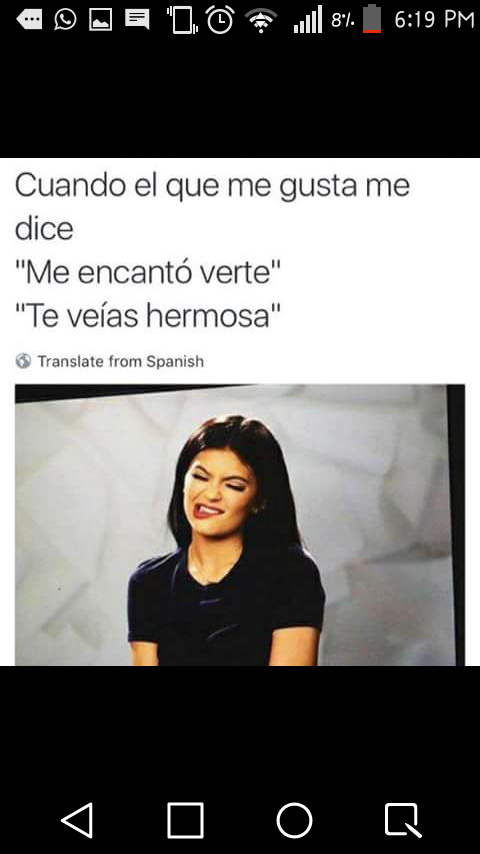 8% 6:19 PM
Cuando el que me gusta me
dice
"Me encantó verte"
"Te veías hermosa"
Translate from Spanish